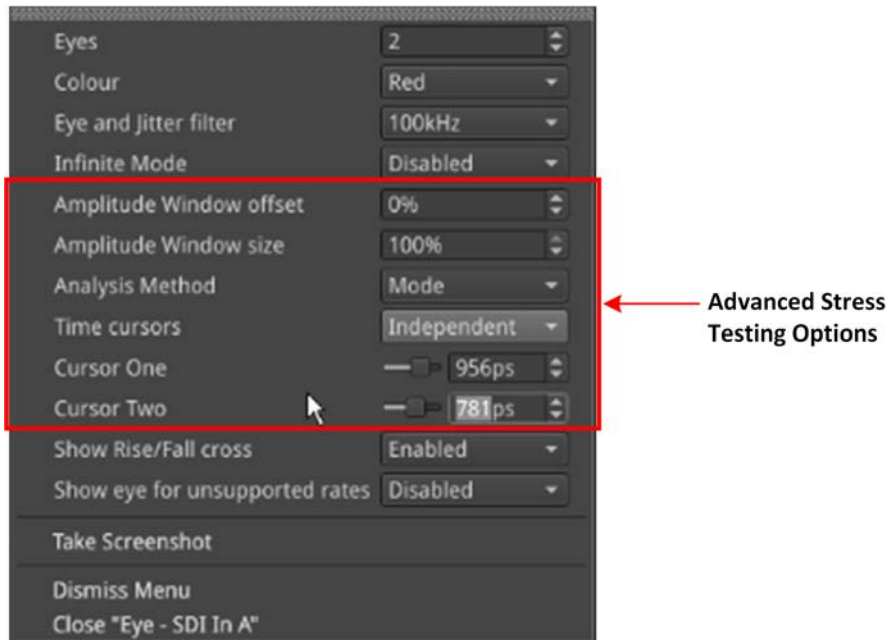 Eyes 2
Colour Red
Eye and Jitter filter 100kHz
Infinite Mode Disabled
Amplitude Window offset 0%
Amplitude Window size 100%
Analysis Method Mode
Time cursors Independent
Cursor One 956ps
Cursor Two 781ps
Show Rise/Fall cross Enabled
Show eye for unsupported rates Disabled
Take Screenshot
Dismiss Menu
Close "Eye - SDI In A"
Advanced Stress
Testing Options